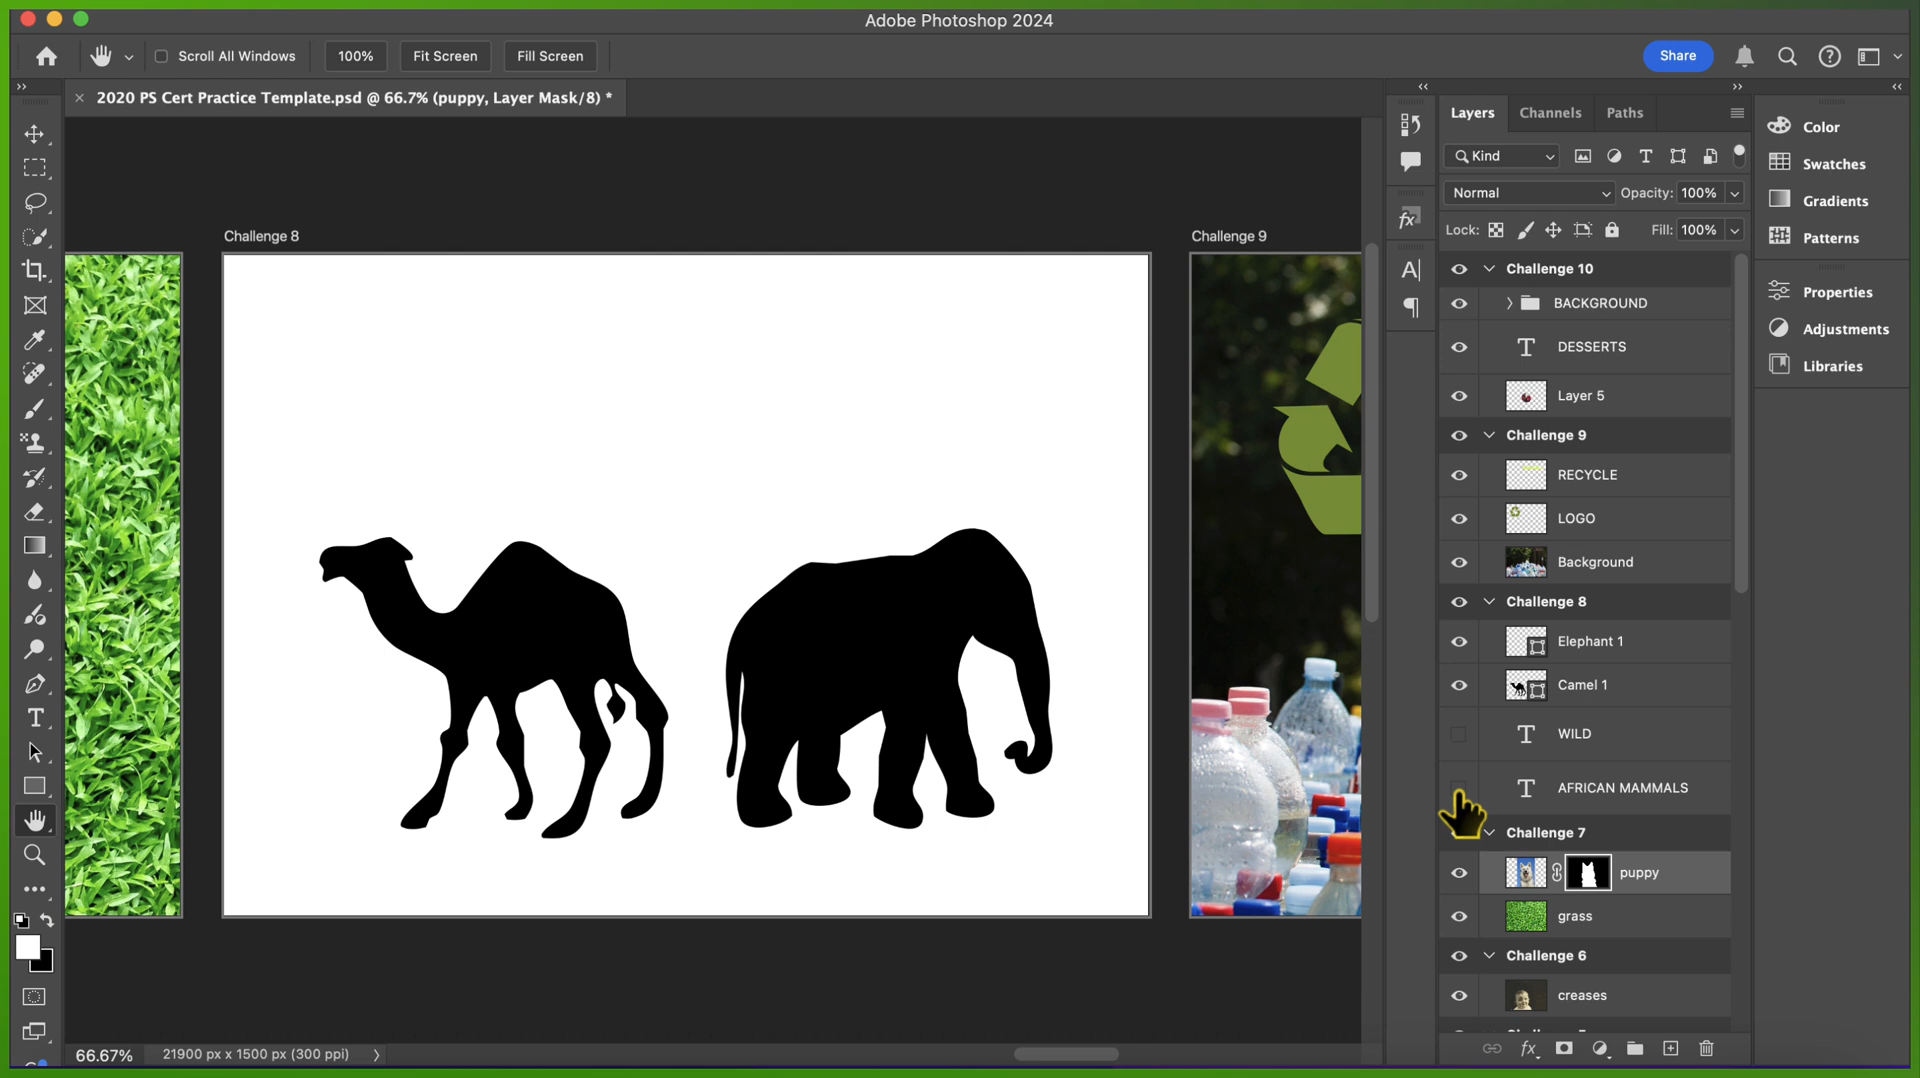 Adobe Photoshop 2024
Scroll All Windows
100%
Fit Screen
Fill Screen
Share
2020 PS Cert Practice Template.psd @ 66.7% (puppy, Layer Mask/8) *
Challenge 8
Challenge 9
66.67%
21900 px x 1500 px (300 ppi)
Layers
Channels
Paths
Kind
Normal
Opacity: 100%
Lock:
Fill: 100%
Challenge 10
BACKGROUND
DESSERTS
Layer 5
Challenge 9
RECYCLE
LOGO
Background
Challenge 8
Elephant 1
Camel 1
WILD
AFRICAN MAMMALS
Challenge 7
puppy
grass
Challenge 6
creases
Color
Swatches
Gradients
Patterns
Properties
Adjustments
Libraries